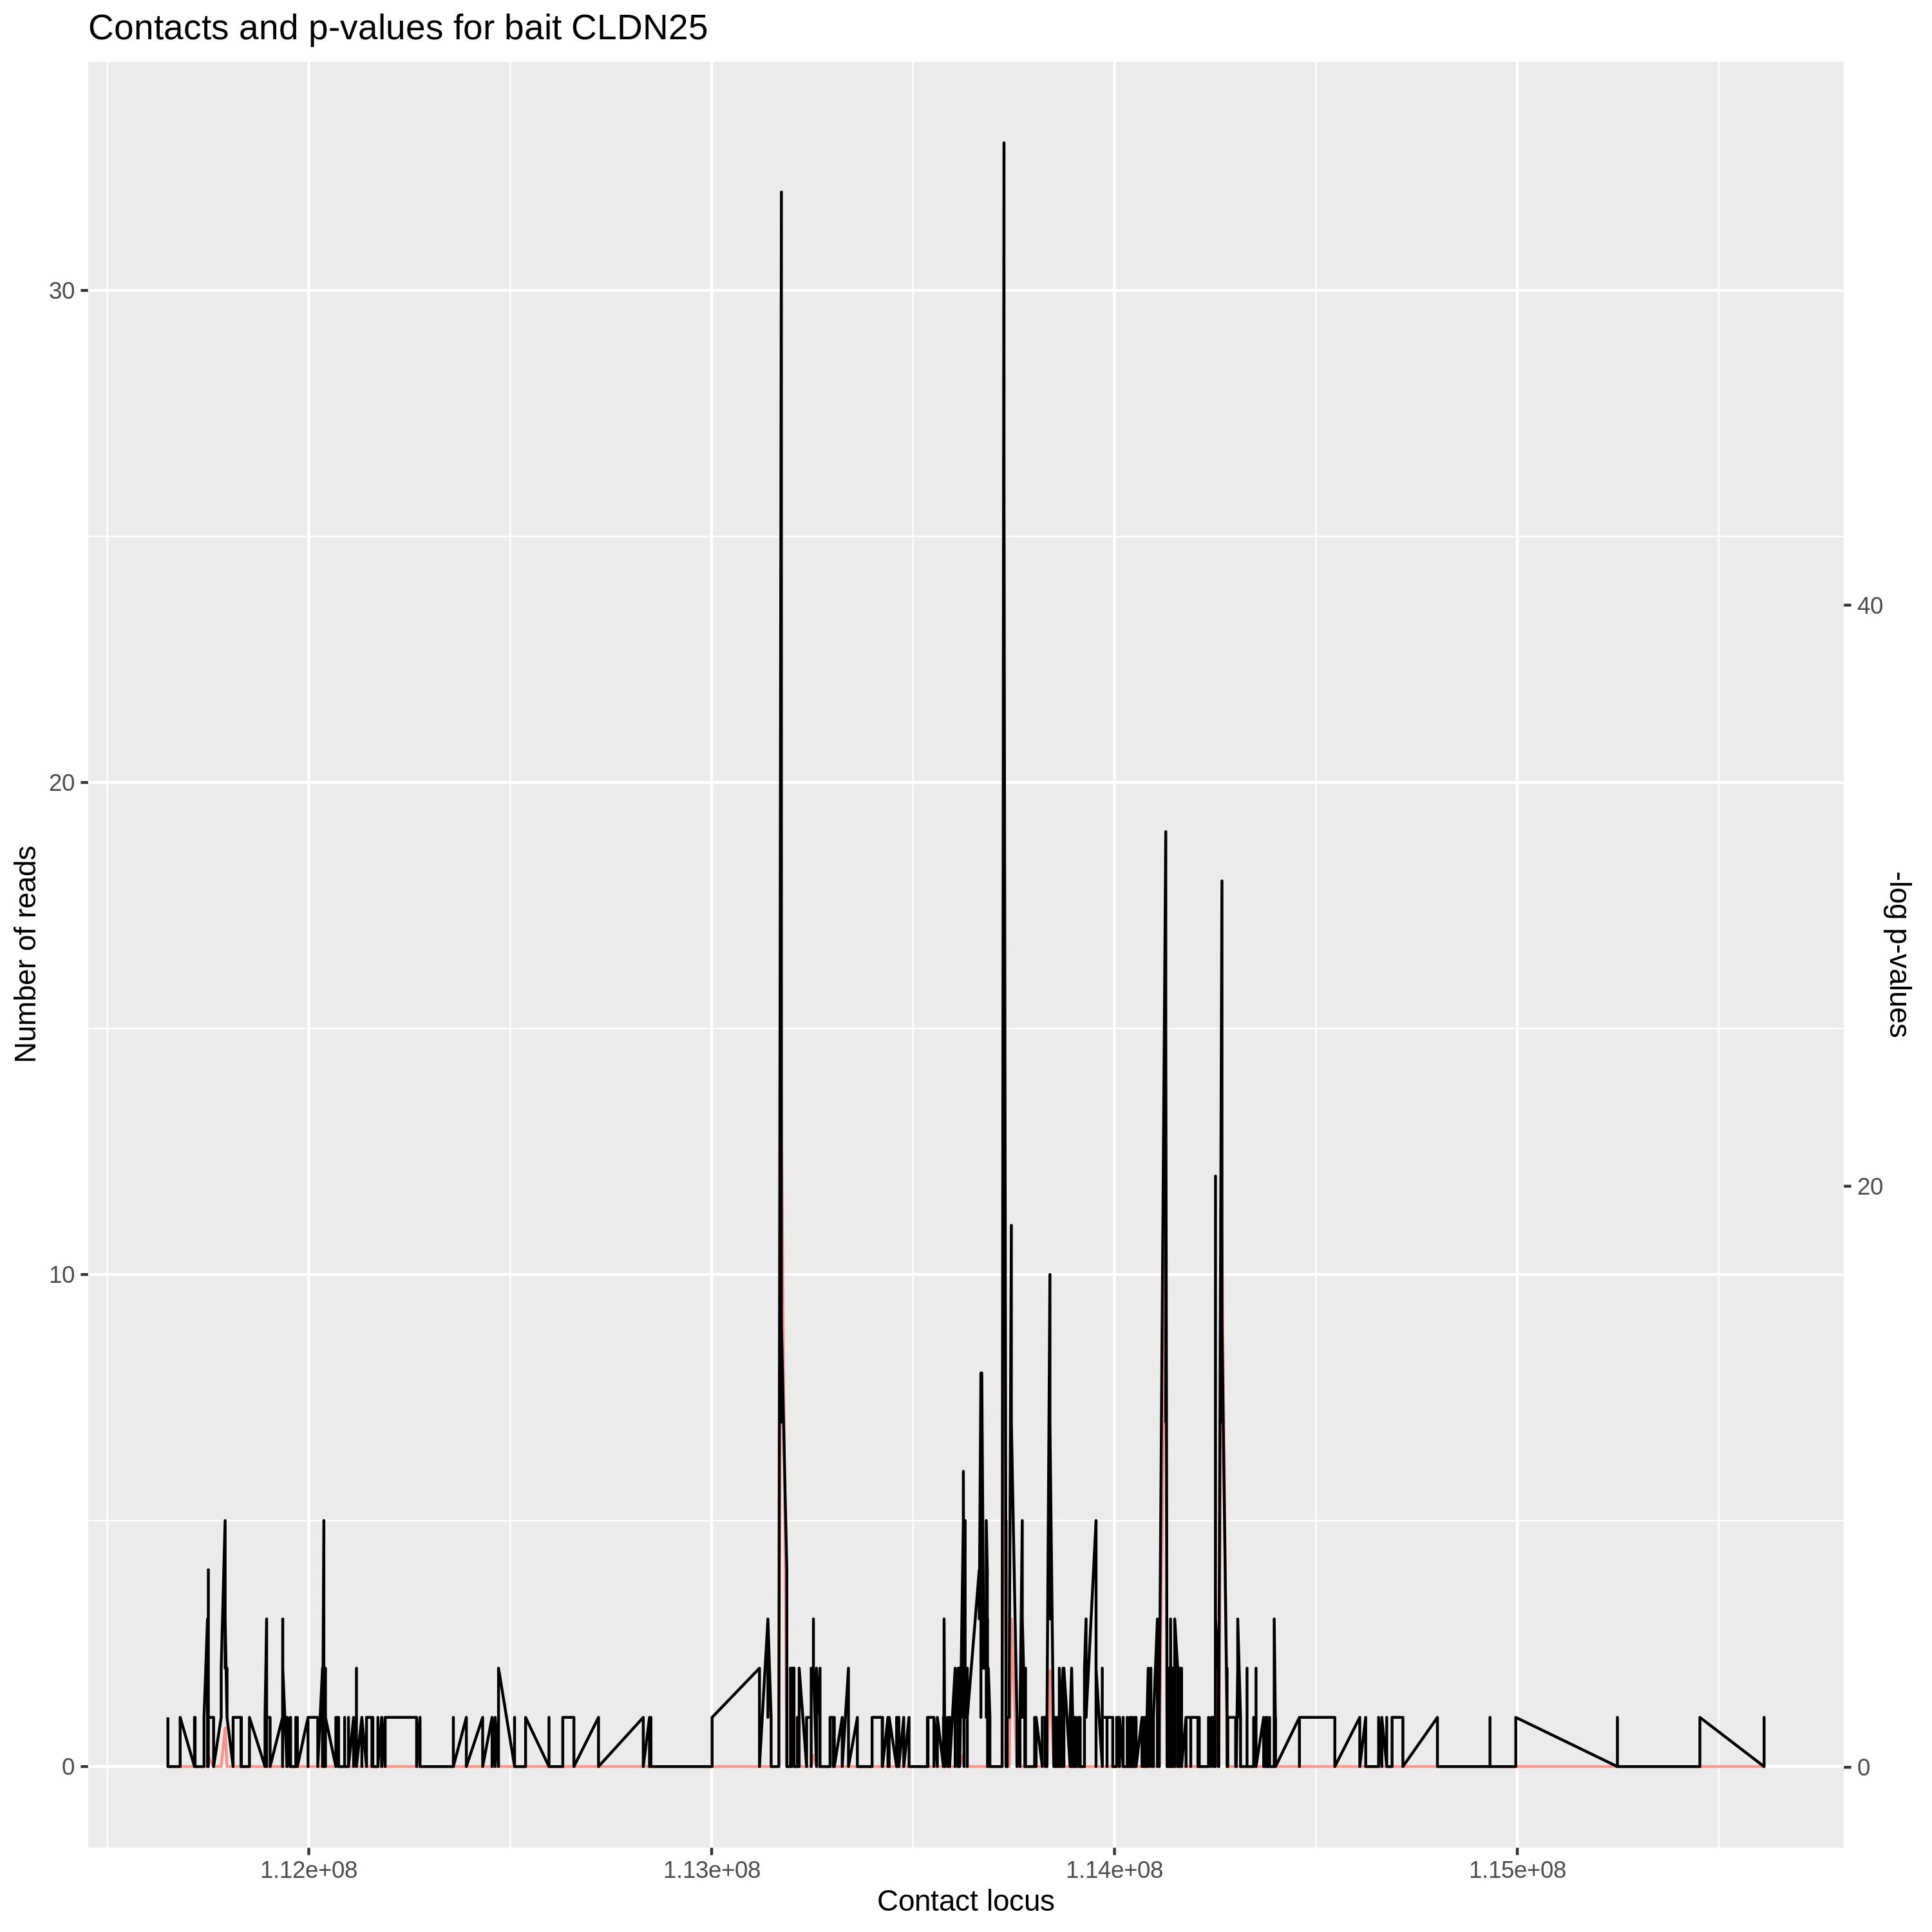 Contacts and p-values for bait CLDN25
30
20
10
0
Number of reads
40
20
0
-log p-values
1.12e+08 1.13e+08 1.14e+08 1.15e+08
Contact locus